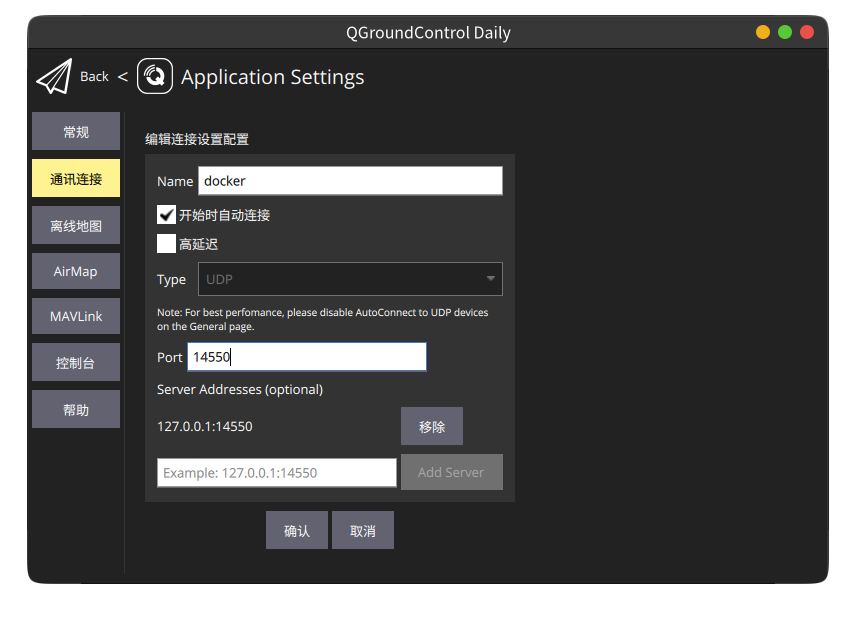 QGroundControl Daily
Back < Application Settings
常规
通讯连接
离线地图
AirMap
MAVLink
控制台
帮助
编辑连接设置配置
Name docker
开始时自动连接
高延迟
Type UDP
Note: For best perfomance, please disable AutoConnect to UDP devices
on the General page.
Port 14550
Server Addresses (optional)
127.0.0.1:14550 移除
Example: 127.0.0.1:14550 Add Server
确认 取消